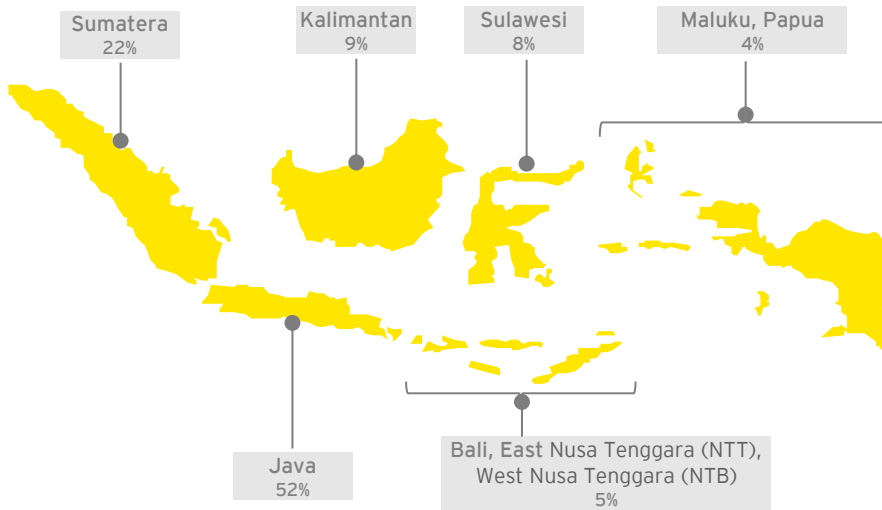 Sumatera
22%
Kalimantan
9%
Sulawesi
8%
Maluku, Papua
4%
Java
52%
Bali, East Nusa Tenggara (NTT),
West Nusa Tenggara (NTB)
5%